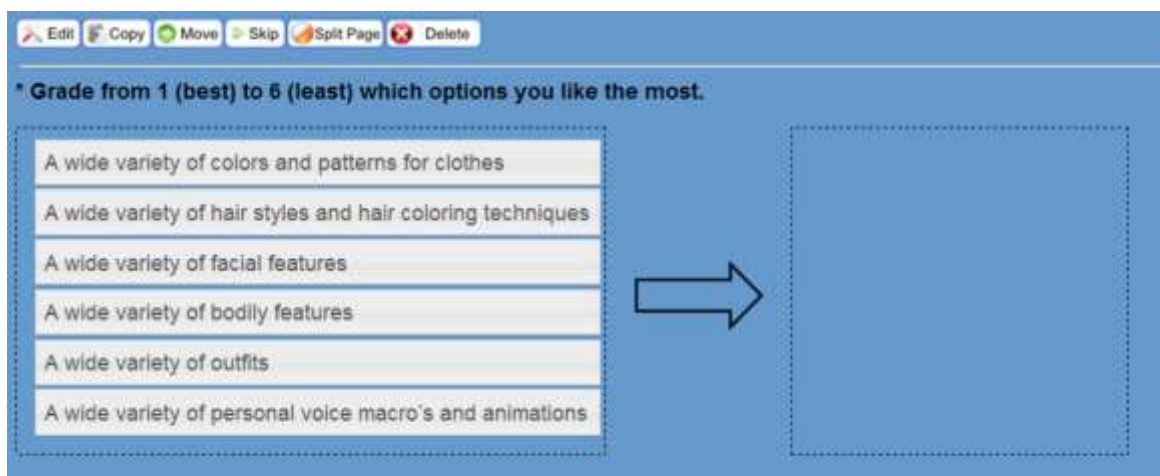 Edit Copy Move Skip Split Page Delete
* Grade from 1 (best) to 6 (least) which options you like the most.
A wide variety of colors and patterns for clothes
A wide variety of hair styles and hair coloring techniques
A wide variety of facial features
A wide variety of bodily features
A wide variety of outfits
A wide variety of personal voice macro's and animations